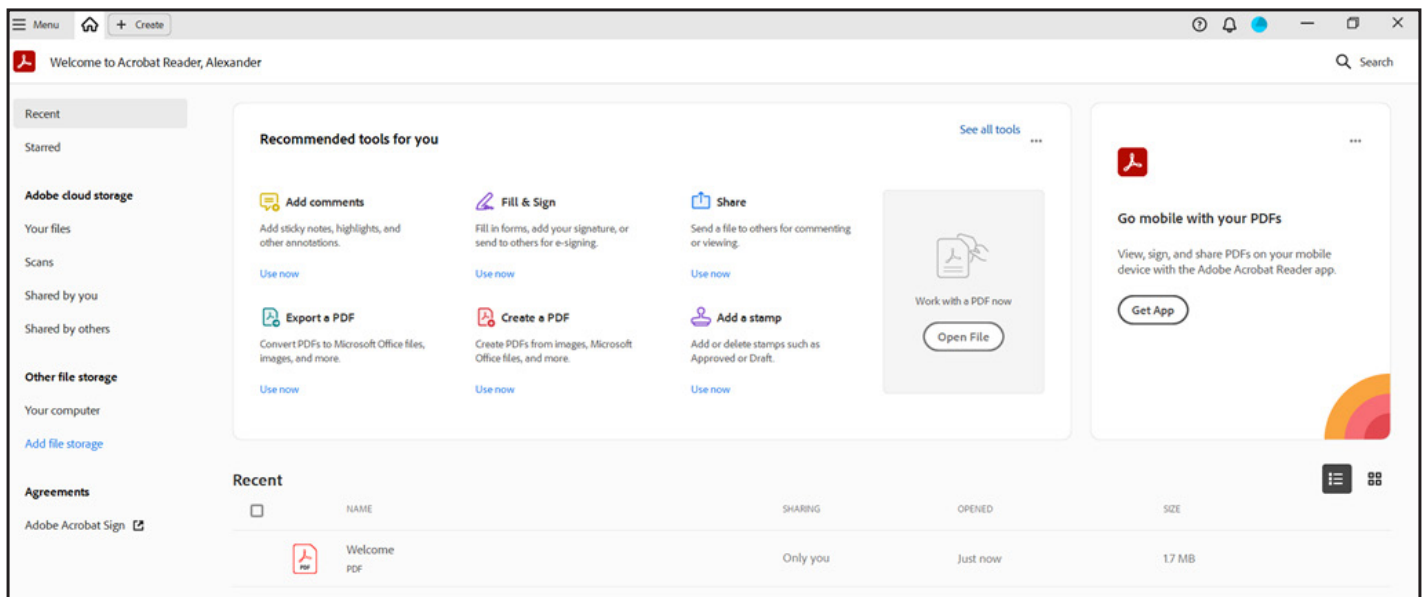 Menu
+ Create
Welcome to Acrobat Reader, Alexander
Search
Recent
Starred
Adobe cloud storage
Your files
Scans
Shared by you
Shared by others
Other file storage
Your computer
Add file storage
Agreements
Adobe Acrobat Sign
Recommended tools for you
See all tools
Add comments
Add sticky notes, highlights, and
other annotations.
Use now
Fill & Sign
Fill in forms, add your signature, or
send to others for e-signing.
Use now
Share
Send a file to others for commenting
or viewing.
Use now
Export a PDF
Convert PDFs to Microsoft Office files,
images, and more.
Use now
Create a PDF
Create PDFs from images, Microsoft
Office files, and more.
Use now
Add a stamp
Add or delete stamps such as
Approved or Draft.
Use now
Work with a PDF now
Open File
Go mobile with your PDFs
View, sign, and share PDFs on your mobile
device with the Adobe Acrobat Reader app.
Get App
Recent
NAME SHARING OPENED SIZE
PDF
Welcome Only you Just now 1.7 MB
PDF